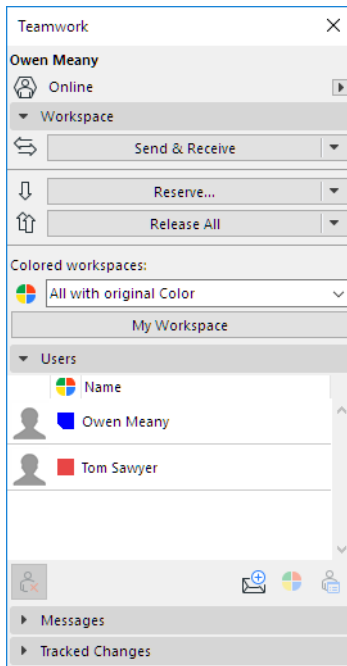 Teamwork
Owen Meany
Online
Workspace
Send & Receive
Reserve...
Release All
Colored workspaces:
All with original Color
My Workspace
Users
Name
Owen Meany
Tom Sawyer
Messages
Tracked Changes